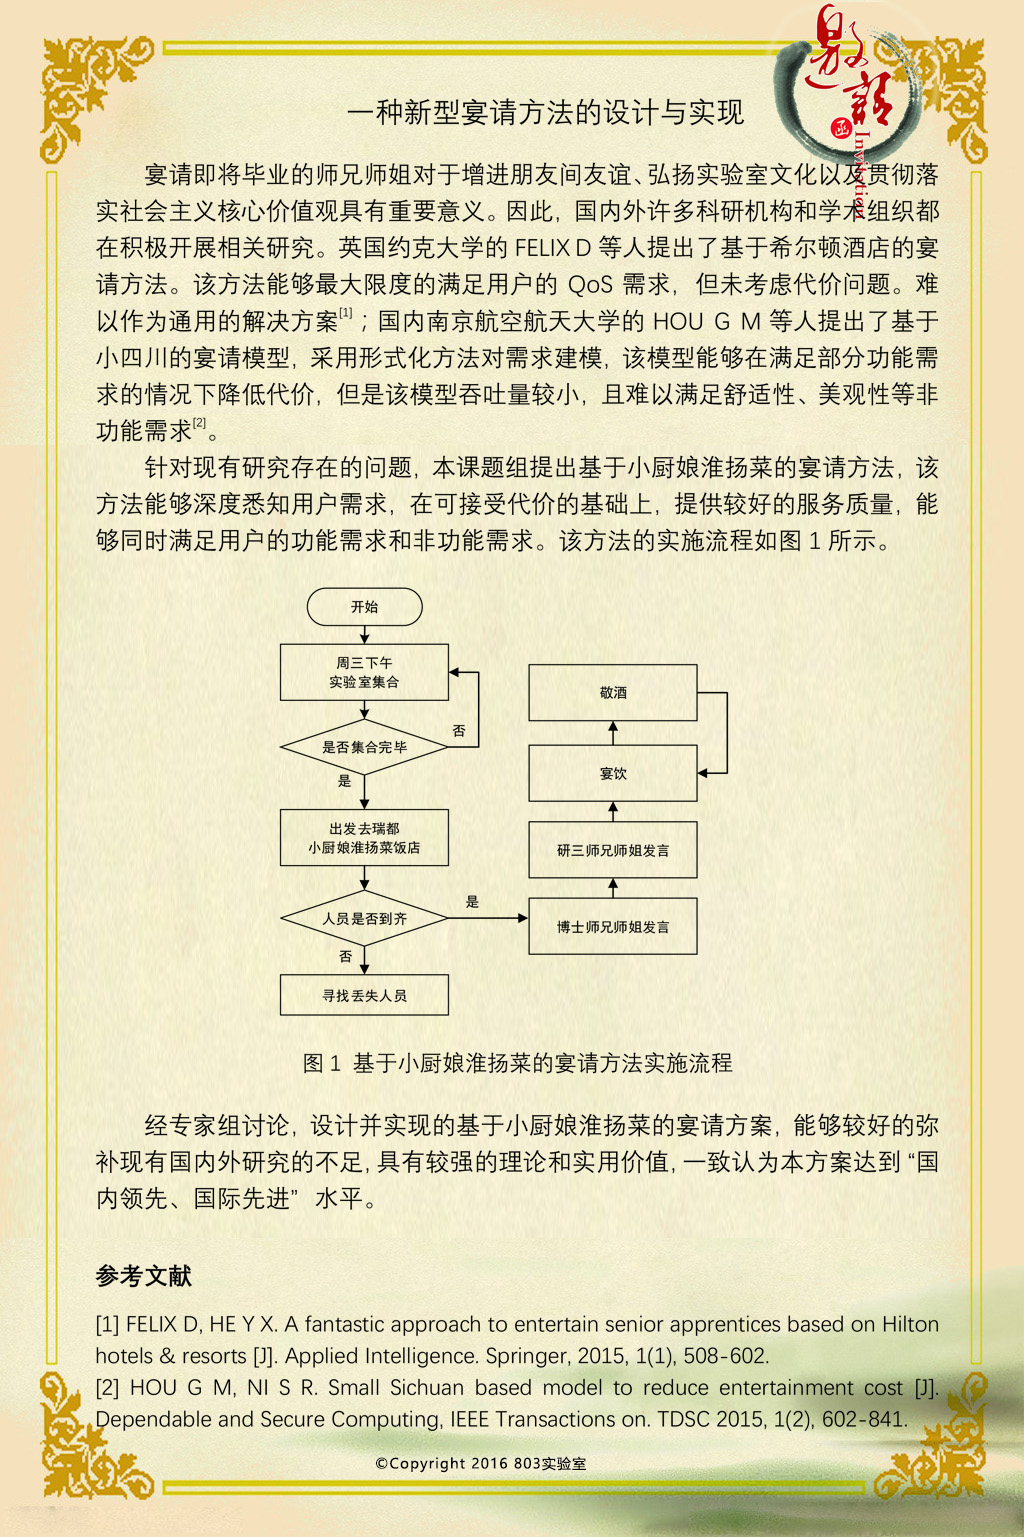 邀請
函
Invitation
一种新型宴请方法的设计与实现
宴请即将毕业的师兄师姐对于增进朋友间友谊、弘扬实验室文化以及贯彻落
实社会主义核心价值观具有重要意义。因此，国内外许多科研机构和学术组织都
在积极开展相关研究。英国约克大学的 FELIX D 等人提出了基于希尔顿酒店的宴
请方法。该方法能够最大限度的满足用户的 QoS 需求，但未考虑代价问题。难
以作为通用的解决方案[1]；国内南京航空航天大学的 HOU G M 等人提出了基于
小四川的宴请模型，采用形式化方法对需求建模，该模型能够在满足部分功能需
求的情况下降低代价，但是该模型吞吐量较小，且难以满足舒适性、美观性等非
功能需求[2]。
针对现有研究存在的问题，本课题组提出基于小厨娘淮扬菜的宴请方法，该
方法能够深度悉知用户需求，在可接受代价的基础上，提供较好的服务质量，能
够同时满足用户的功能需求和非功能需求。该方法的实施流程如图 1 所示。
开始
周三下午
实验室集合
是否集合完毕
否
是
出发去瑞都
小厨娘淮扬菜饭店
人员是否到齐
是
否
寻找丢失人员
敬酒
宴饮
研三师兄师姐发言
博士师兄师姐发言
图 1 基于小厨娘淮扬菜的宴请方法实施流程
经专家组讨论，设计并实现的基于小厨娘淮扬菜的宴请方案，能够较好的弥
补现有国内外研究的不足，具有较强的理论和实用价值，一致认为本方案达到 “国
内领先、国际先进” 水平。
参考文献
[1] FELIX D, HE Y X. A fantastic approach to entertain senior apprentices based on Hilton
hotels & resorts [J]. Applied Intelligence. Springer, 2015, 1(1), 508-602.
[2] HOU G M, NI S R. Small Sichuan based model to reduce entertainment cost [J].
Dependable and Secure Computing, IEEE Transactions on. TDSC 2015, 1(2), 602-841.
©Copyright 2016 803实验室